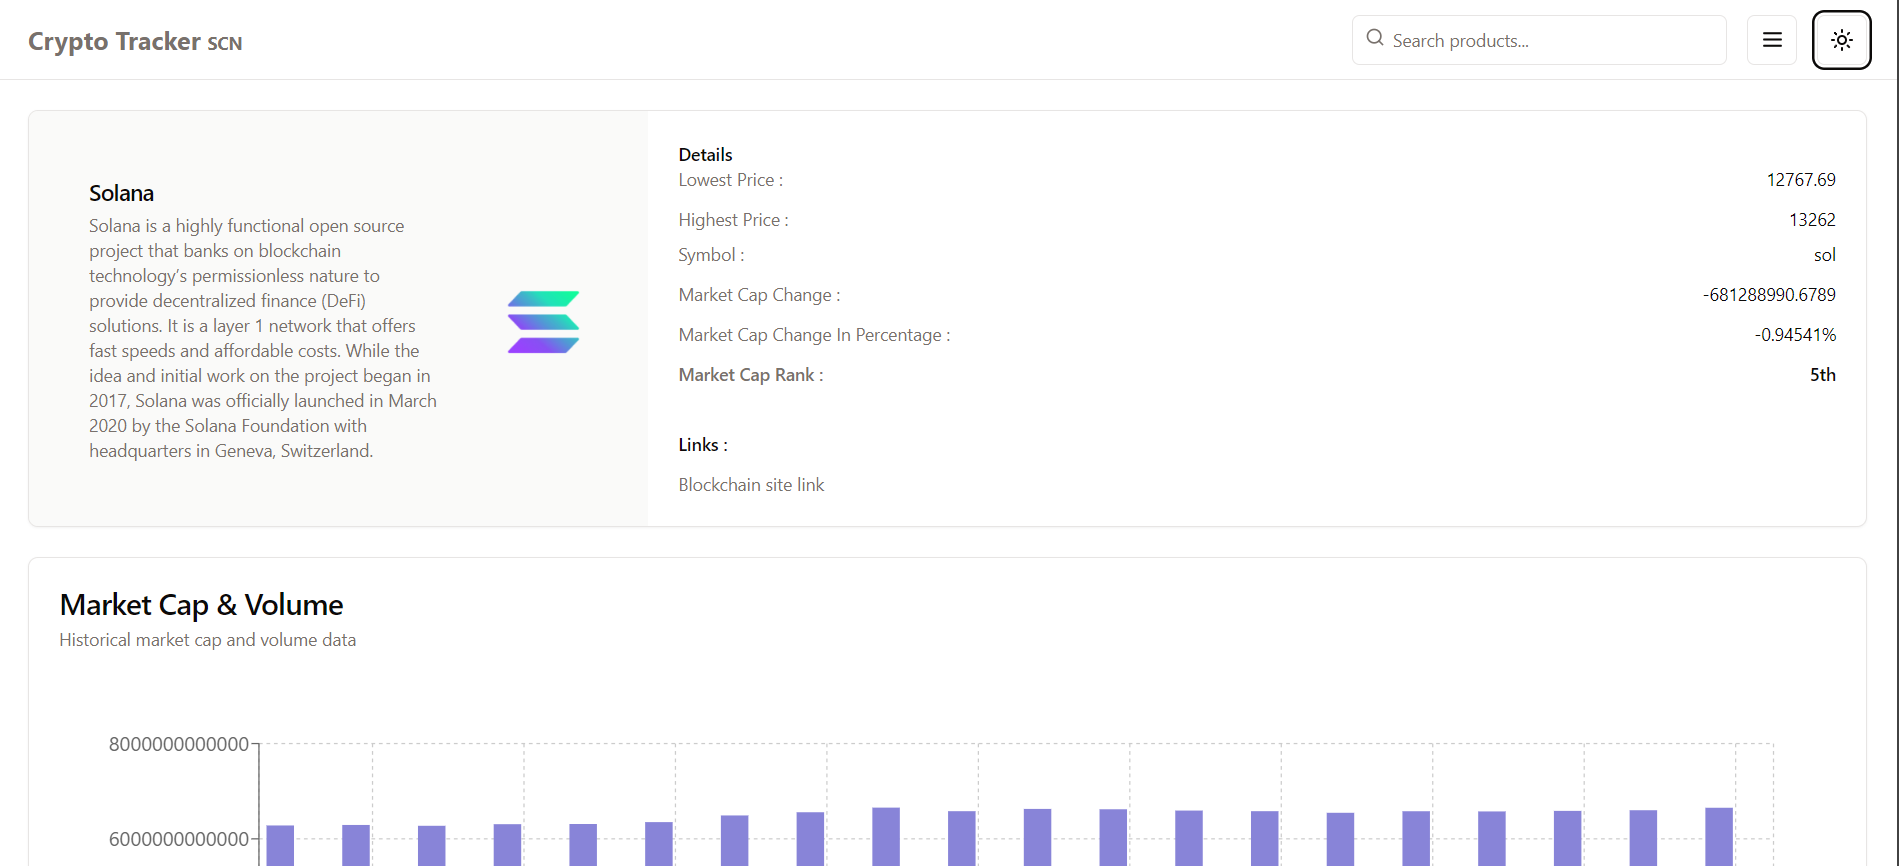 Crypto Tracker SCN
Search products...
Solana
Solana is a highly functional open source
project that banks on blockchain
technology's permissionless nature to
provide decentralized finance (DeFi)
solutions. It is a layer 1 network that offers
fast speeds and affordable costs. While the
idea and initial work on the project began in
2017, Solana was officially launched in March
2020 by the Solana Foundation with
headquarters in Geneva, Switzerland.
Details
Lowest Price : 12767.69
Highest Price : 13262
Symbol : sol
Market Cap Change : -681288990.6789
Market Cap Change In Percentage : -0.94541%
Market Cap Rank : 5th
Links :
Blockchain site link
Market Cap & Volume
Historical market cap and volume data
8000000000000
6000000000000